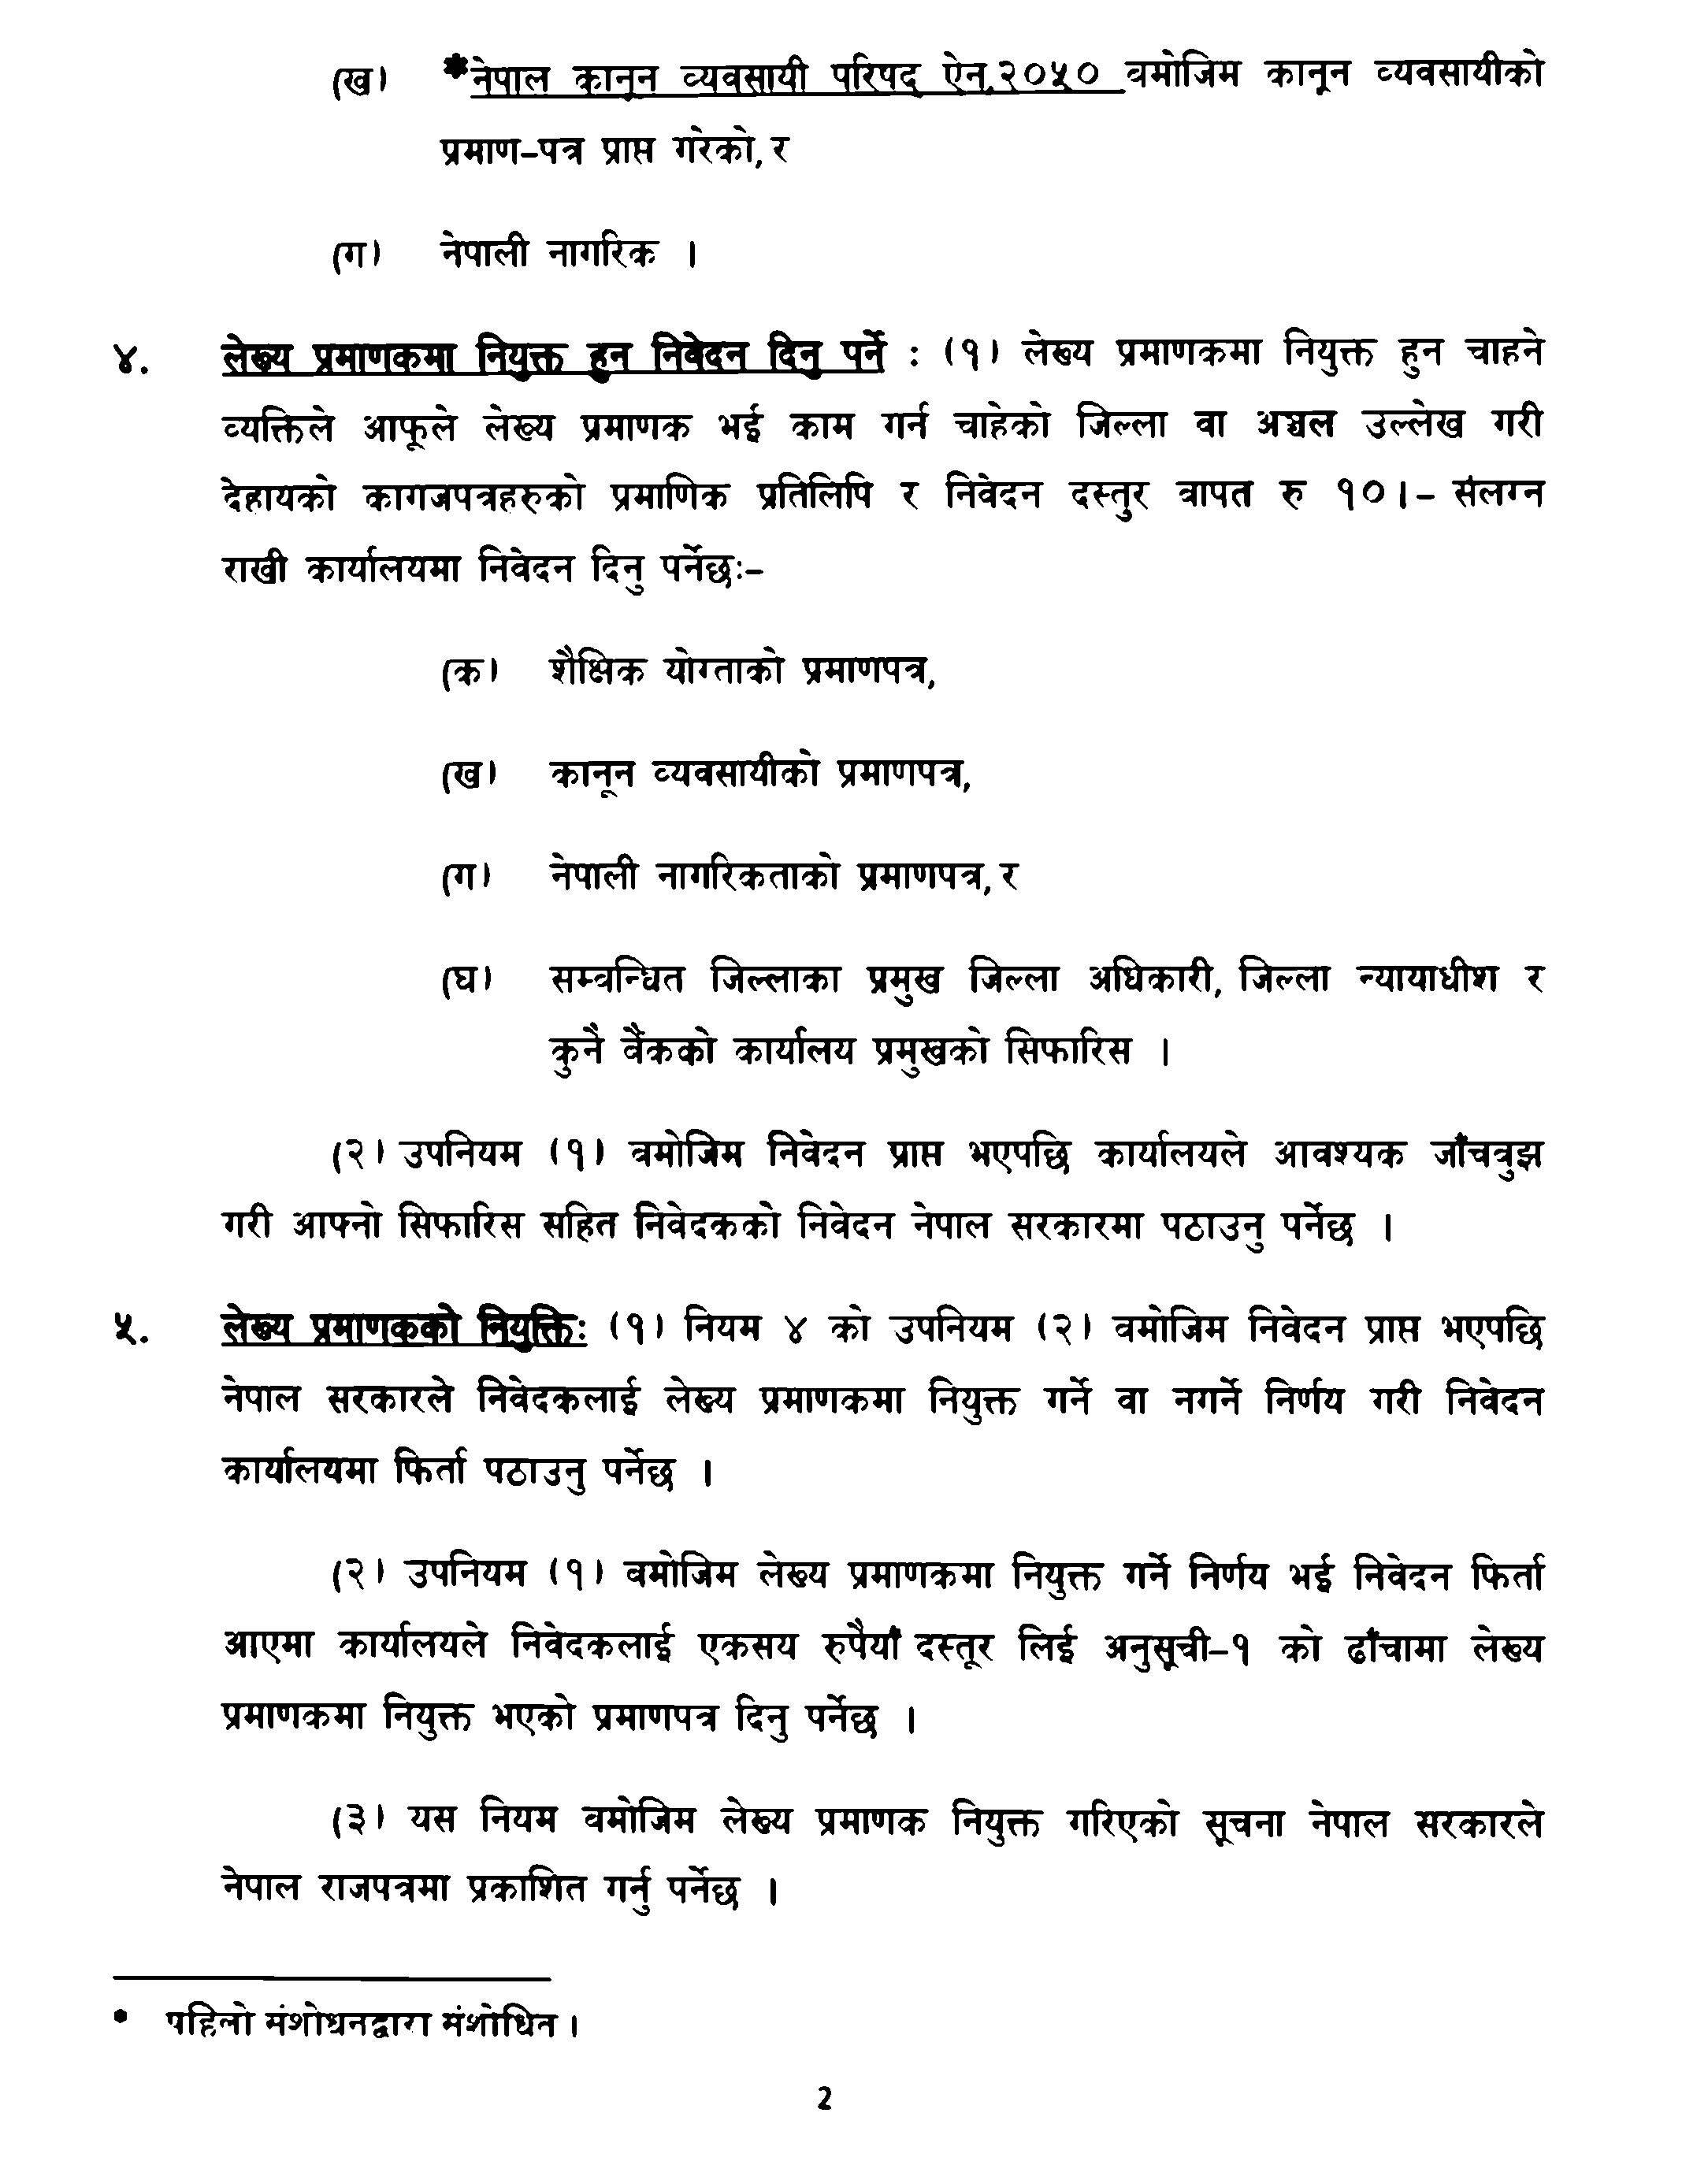 (ख) *नेपाल कानून व्यवसायी परिषद् ऐन,२०५० बमोजिम कानून व्यवसायीको
प्रमाण-पत्र प्राप्त गरेको, र
(ग) नेपाली नागरिक ।
४. लेख्य प्रमाणकमा नियुक्त हुन निवेदन दिनु पर्ने : (१) लेख्य प्रमाणकमा नियुक्त हुन चाहने
व्यक्तिले आफूले लेख्य प्रमाणक भई काम गर्न चाहेको जिल्ला वा अञ्चल उल्लेख गरी
देहायको कागजपत्रहरुको प्रमाणिक प्रतिलिपि र निवेदन दस्तुर बापत रु १०।- संलग्न
राखी कार्यालयमा निवेदन दिनु पर्नेछः-
(क) शैक्षिक योग्ताको प्रमाणपत्र,
(ख) कानून व्यवसायीको प्रमाणपत्र,
(ग) नेपाली नागरिकताको प्रमाणपत्र, र
(घ) सम्बन्धित जिल्लाका प्रमुख जिल्ला अधिकारी, जिल्ला न्यायाधीश र
कुनै बैंकको कार्यालय प्रमुखको सिफारिस ।
(२) उपनियम (१) बमोजिम निवेदन प्राप्त भएपछि कार्यालयले आवश्यक जाँचबुझ
गरी आफ्नो सिफारिस सहित निवेदकको निवेदन नेपाल सरकारमा पठाउनु पर्नेछ ।
५. लेख्य प्रमाणकको नियुक्तिः (१) नियम ४ को उपनियम (२) बमोजिम निवेदन प्राप्त भएपछि
नेपाल सरकारले निवेदकलाई लेख्य प्रमाणकमा नियुक्त गर्ने वा नगर्ने निर्णय गरी निवेदन
कार्यालयमा फिर्ता पठाउनु पर्नेछ ।
(२) उपनियम (१) बमोजिम लेख्य प्रमाणकमा नियुक्त गर्ने निर्णय भई निवेदन फिर्ता
आएमा कार्यालयले निवेदकलाई एकसय रुपैयाँ दस्तूर लिई अनुसूची-१ को ढाँचामा लेख्य
प्रमाणकमा नियुक्त भएको प्रमाणपत्र दिनु पर्नेछ ।
(३) यस नियम बमोजिम लेख्य प्रमाणक नियुक्त गरिएको सूचना नेपाल सरकारले
नेपाल राजपत्रमा प्रकाशित गर्नु पर्नेछ ।
* पहिलो संशोधनद्वारा संशोधित ।
2